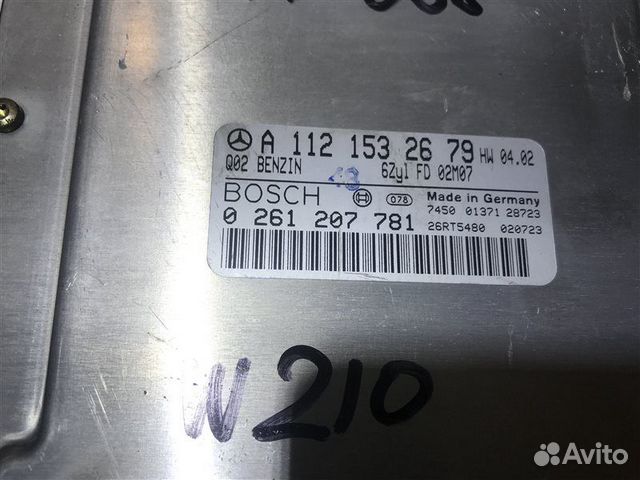 A 112 153 26 79 HW 04.02
Q02 BENZIN 6Zyl FD 02M07
BOSCH 078 Made in Germany
7450 01371 28723
0 261 207 781 26RT5480 020723
W210
Avito